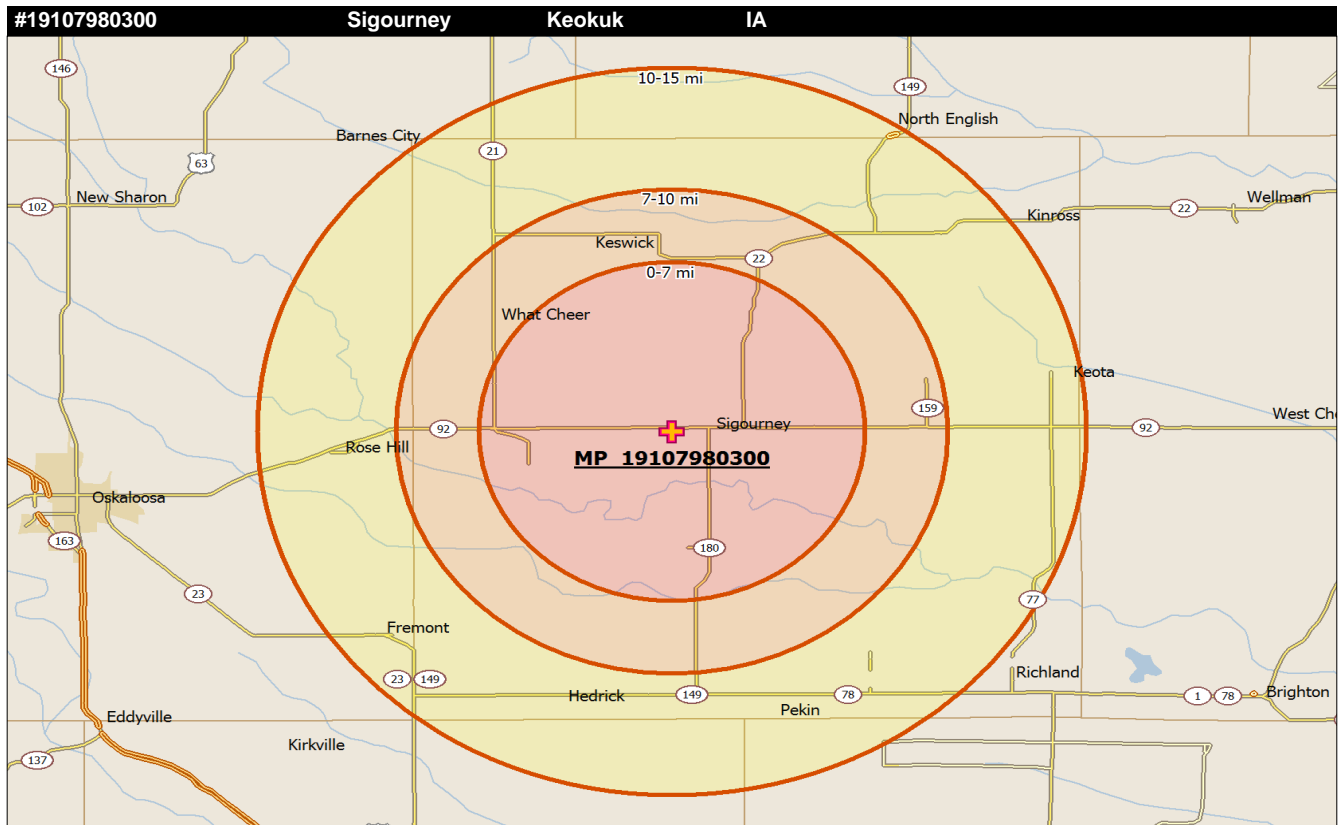 #19107980300 Sigourney Keokuk IA
10-15 mi
146
149
North English
Barnes City
21
63
7-10 mi
New Sharon
102
Wellman
22
Kinross
Keswick
22
0-7 mi
What Cheer
Keota
159
West Che
92
Sigourney
92
Rose Hill
MP 19107980300
Oskaloosa
163
180
23
77
Fremont
Richland
23
149
Hedrick
149
78
1
78
Brighton
Pekin
Eddyville
Kirkville
137